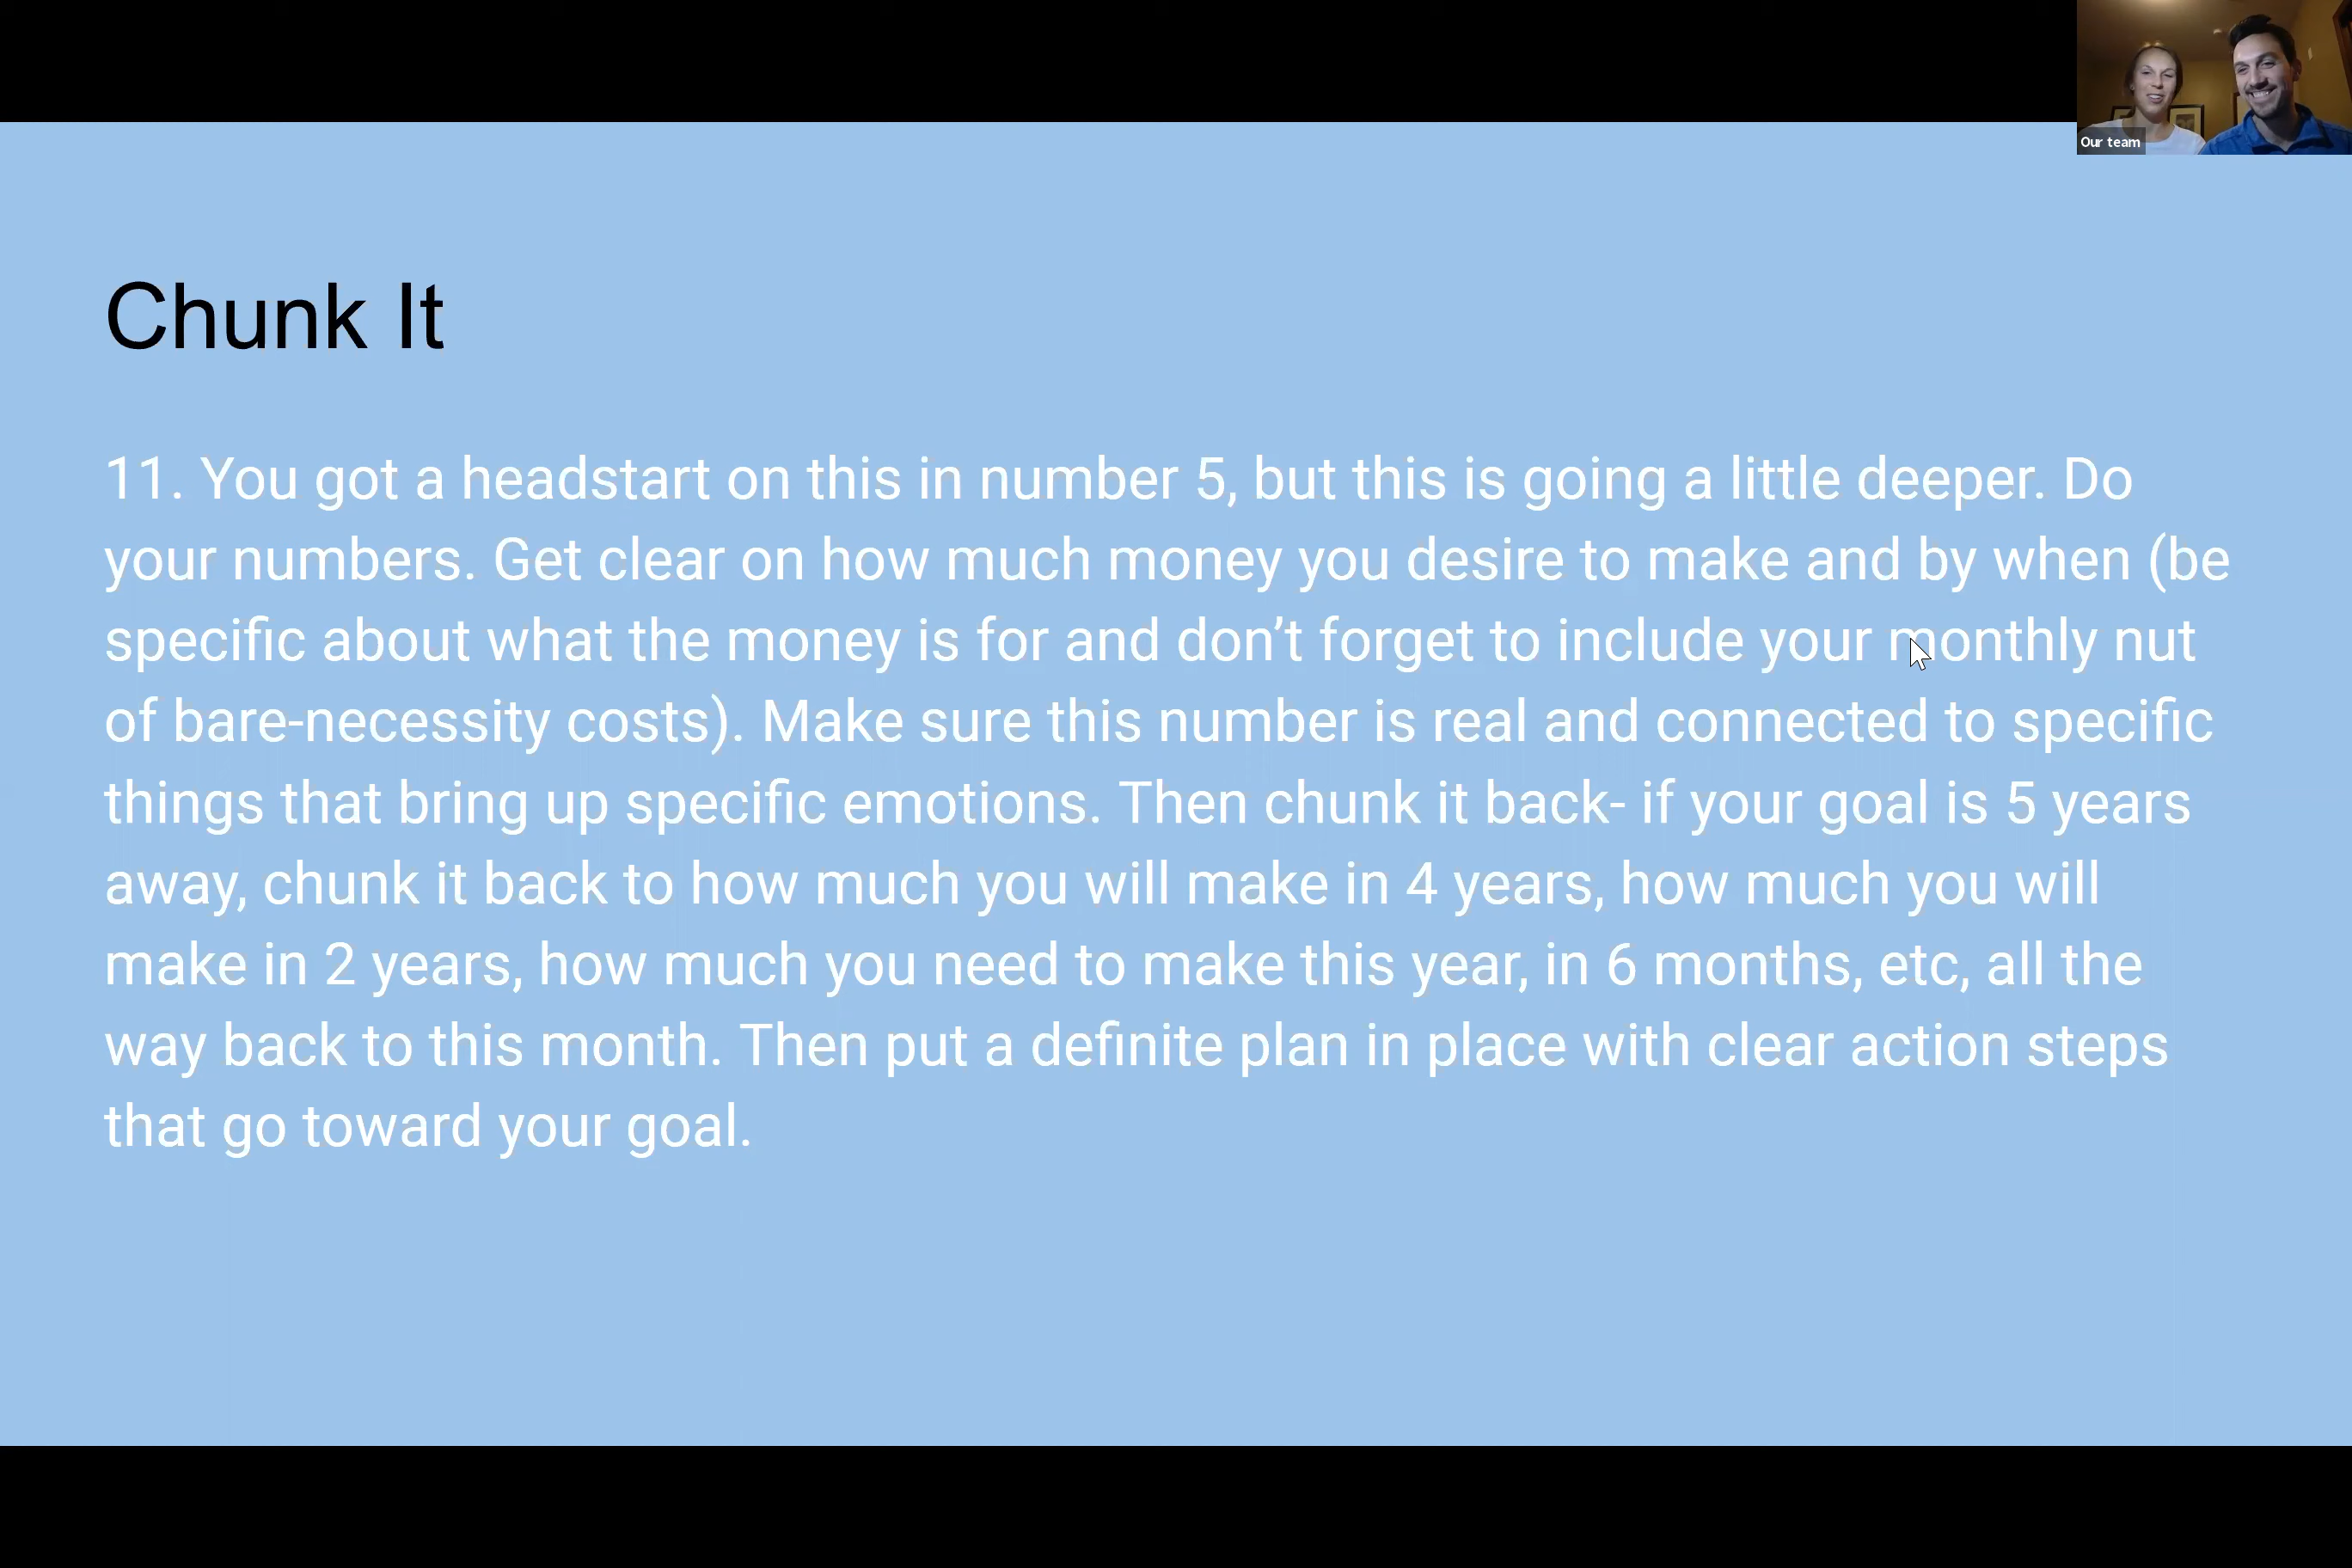 Our team
Chunk It
11. You got a headstart on this in number 5, but this is going a little deeper. Do
your numbers. Get clear on how much money you desire to make and by when (be
specific about what the money is for and don’t forget to include your monthly nut
of bare-necessity costs). Make sure this number is real and connected to specific
things that bring up specific emotions. Then chunk it back- if your goal is 5 years
away, chunk it back to how much you will make in 4 years, how much you will
make in 2 years, how much you need to make this year, in 6 months, etc, all the
way back to this month. Then put a definite plan in place with clear action steps
that go toward your goal.